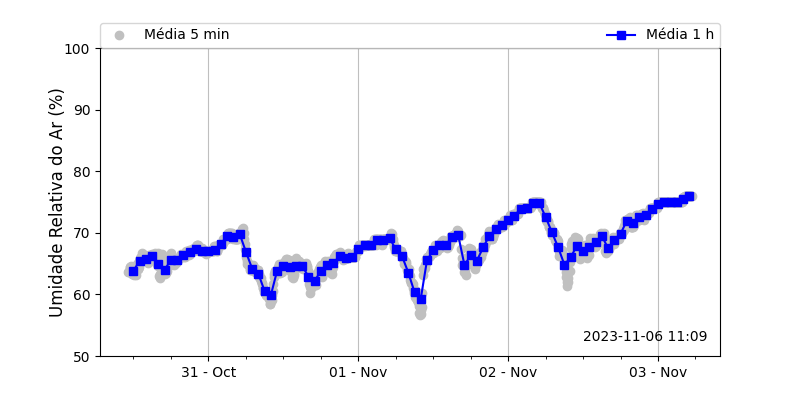 Média 5 min
Média 1 h
Umidade Relativa do Ar (%)
100
90
80
70
60
50
2023-11-06 11:09
31 - Oct
01 - Nov
02 - Nov
03 - Nov